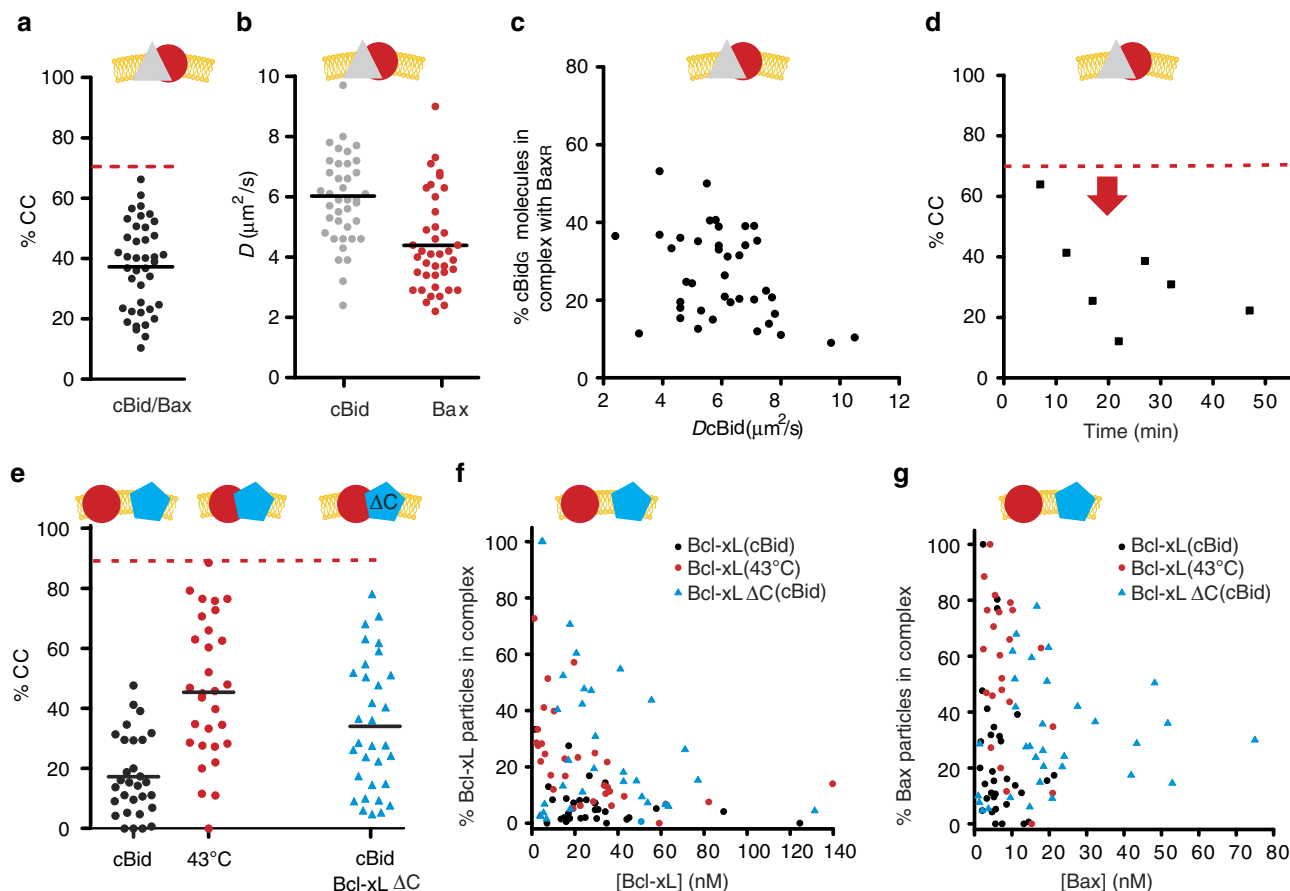 a
100
80
60
40
20
0
% CC
cBid/Bax
b
10
8
6
4
2
0
D (μm²/s)
cBid Bax
c
80
60
40
20
0
% cBidG molecules in
complex with BaxR
2 4 6 8 10 12
DcBid(μm²/s)
d
100
80
60
40
20
0
% CC
0 10 20 30 40 50
Time (min)
e
ΔC
100
80
60
40
20
0
% CC
cBid 43°C cBid
Bcl-xL ΔC
f
Bcl-xL(cBid)
Bcl-xL(43°C)
Bcl-xL ΔC(cBid)
100
80
60
40
20
0
% Bcl-xL particles in complex
0 20 40 60 80 100 120 140
[Bcl-xL] (nM)
g
Bcl-xL(cBid)
Bcl-xL(43°C)
Bcl-xL ΔC(cBid)
100
80
60
40
20
0
% Bax particles in complex
0 10 20 30 40 50 60 70 80
[Bax] (nM)